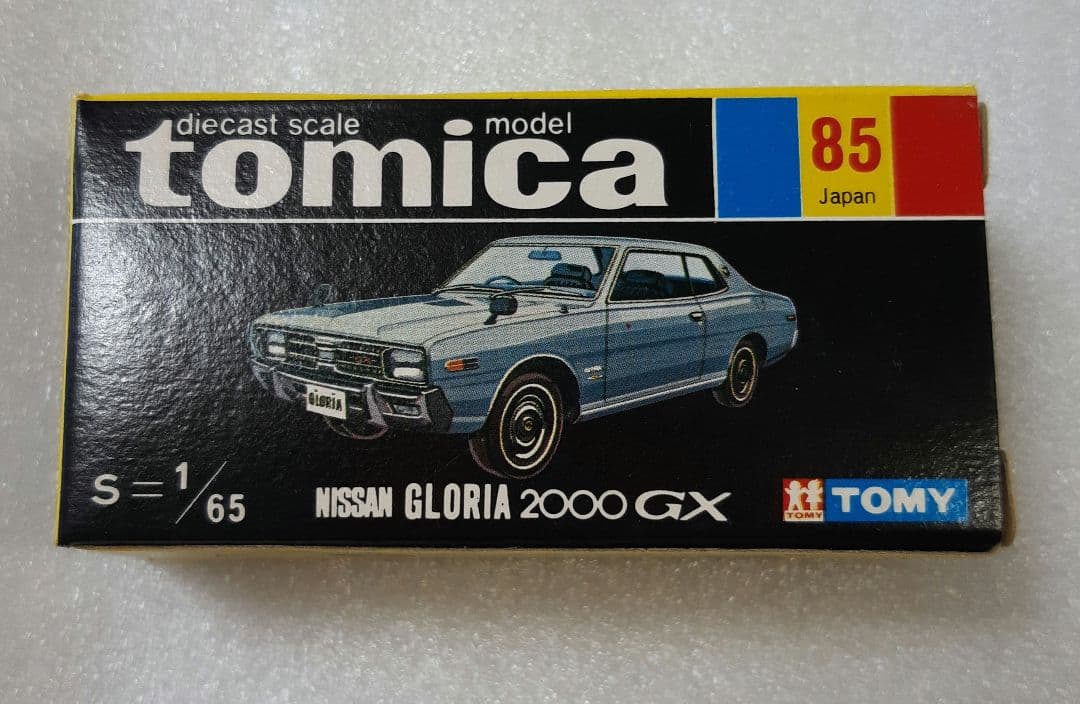 diecast scale model
tomica
85
Japan
GLORIA
S=1/65
NISSAN GLORIA 2000 GX
TOMY
TOMY